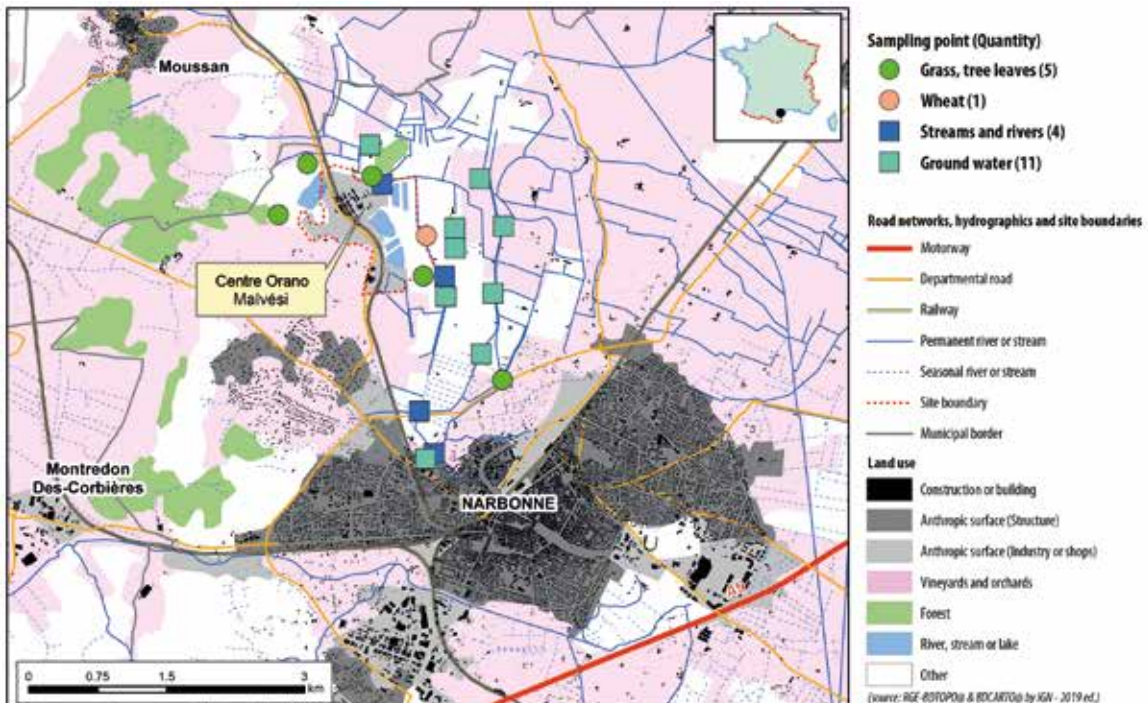 Moussan
Centre Orano
Malvési
Montredon
Des-Corbières
NARBONNE
0 0.75 1.5 3
km
Sampling point (Quantity)
Grass, tree leaves (5)
Wheat (1)
Streams and rivers (4)
Ground water (11)
Road networks, hydrographics and site boundaries
Motorway
Departmental road
Railway
Permanent river or stream
Seasonal river or stream
Site boundary
Municipal border
Land use
Construction or building
Anthropic surface (Structure)
Anthropic surface (Industry or shops)
Vineyards and orchards
Forest
River, stream or lake
Other
(source: RGE-BDTOPO® & BDCARTO® by IGN - 2019 ed.)